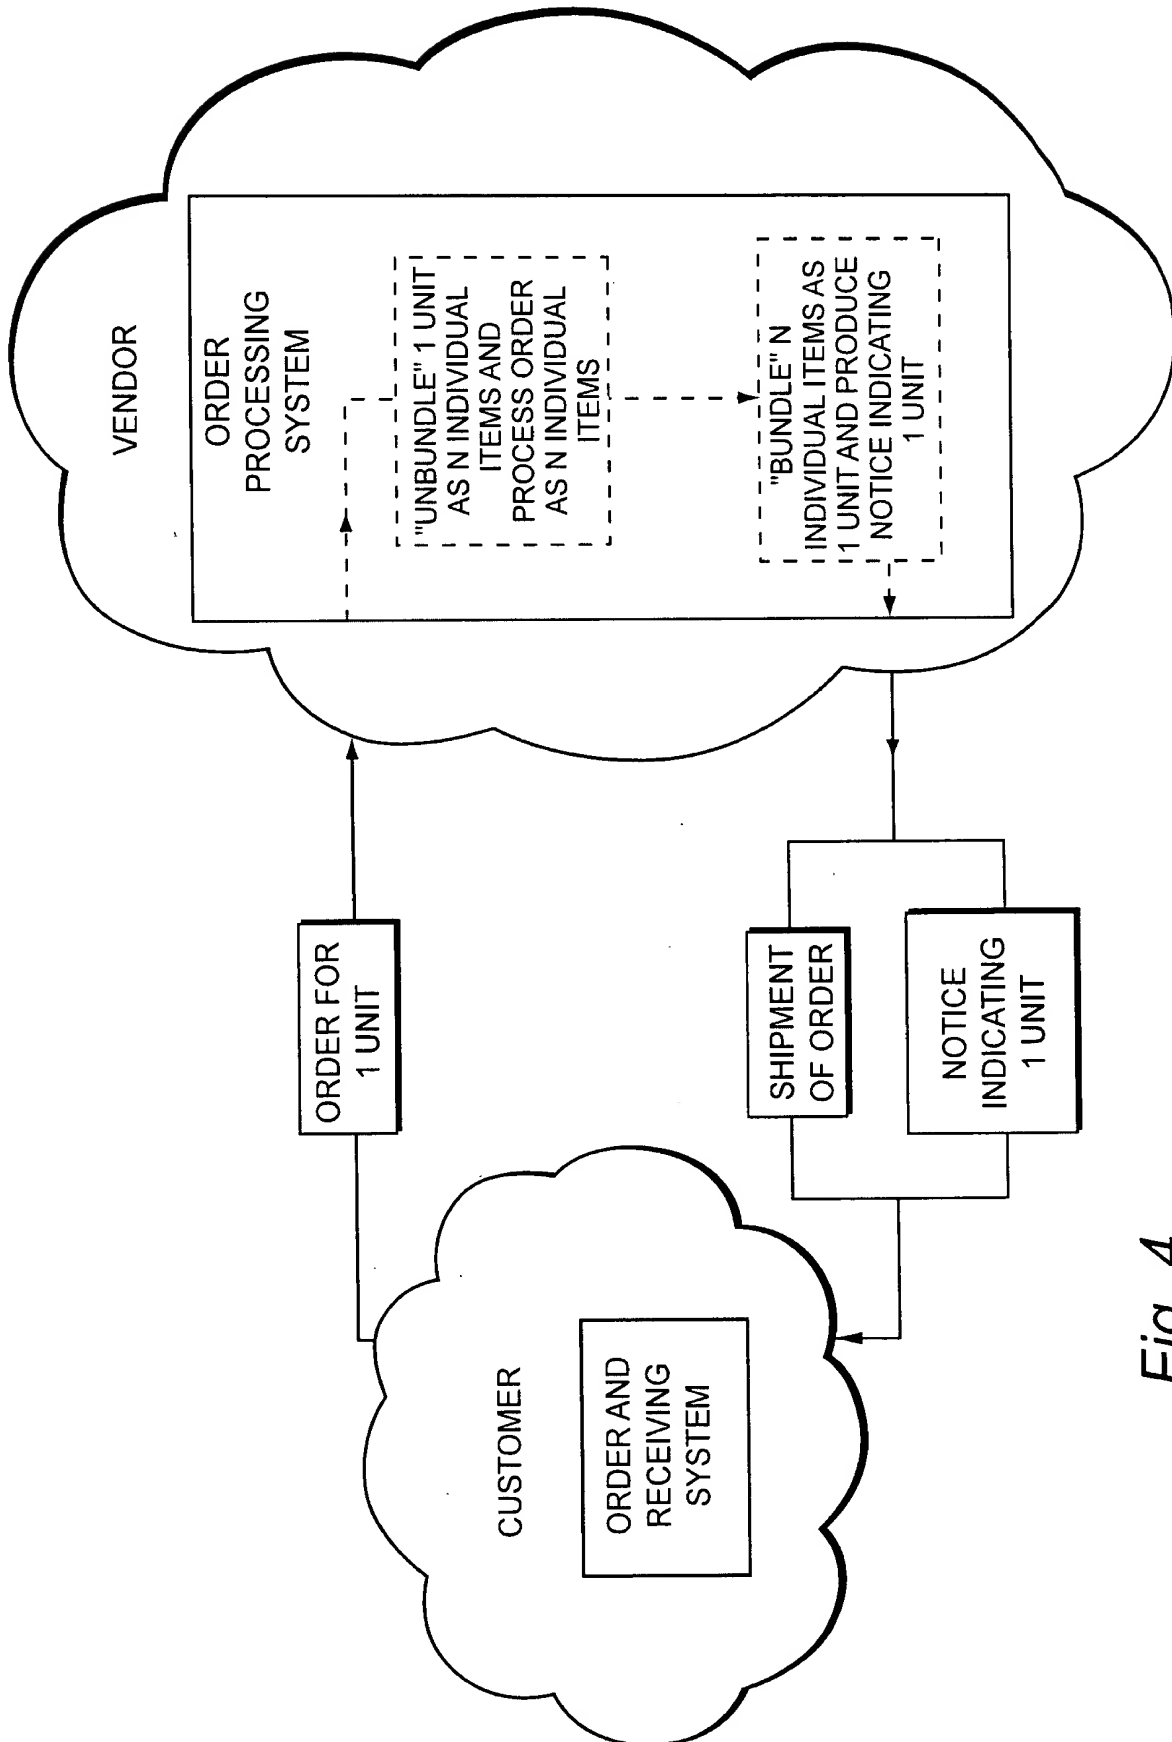 VENDOR
ORDER
PROCESSING
SYSTEM
"UNBUNDLE" 1 UNIT
AS N INDIVIDUAL
ITEMS AND
PROCESS ORDER
AS N INDIVIDUAL
ITEMS
"BUNDLE" N
INDIVIDUAL ITEMS AS
1 UNIT AND PRODUCE
NOTICE INDICATING
1 UNIT
ORDER FOR
1 UNIT
SHIPMENT
OF ORDER
NOTICE
INDICATING
1 UNIT
CUSTOMER
ORDER AND
RECEIVING
SYSTEM
Fig. 4